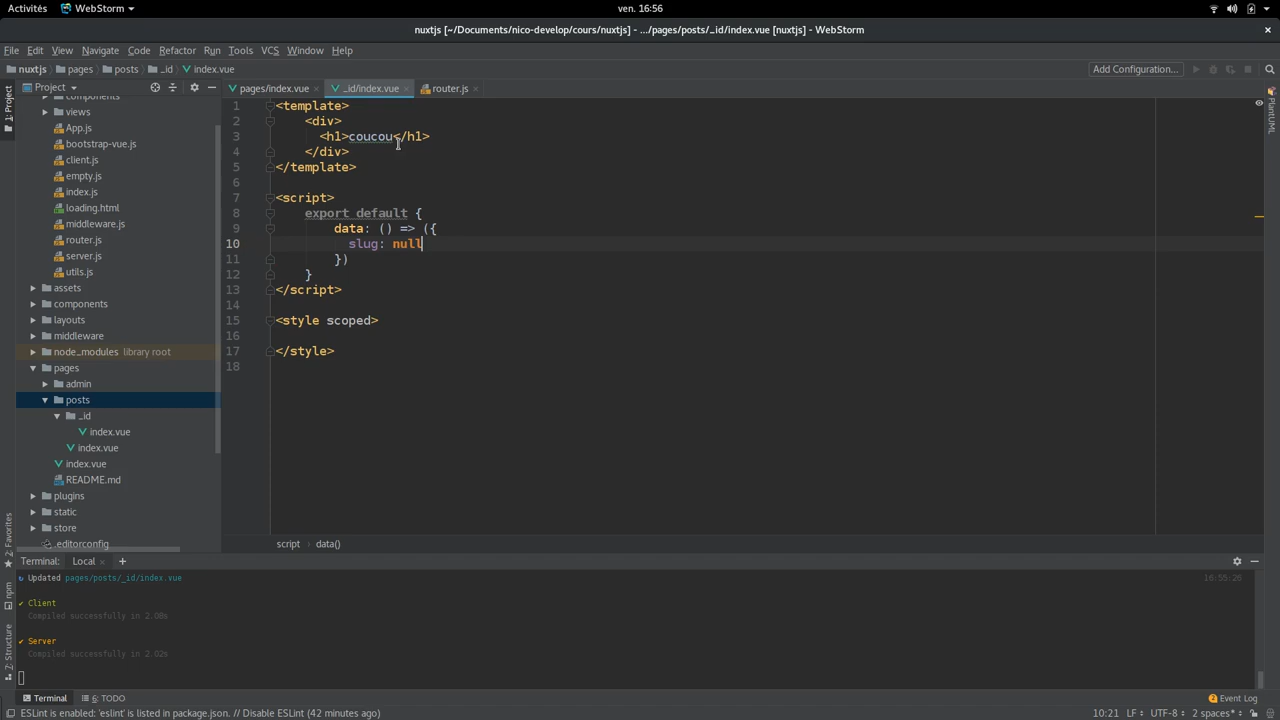 Activités WebStorm ven. 16:56
nuxtjs [~/Documents/nico-develop/cours/nuxtjs] - .../pages/posts/_id/index.vue [nuxtjs] - WebStorm
File Edit View Navigate Code Refactor Run Tools VCS Window Help
nuxtjs pages posts _id index.vue Add Configuration...
Project pages/index.vue _id/index.vue router.js
1: Project
PlantUML
components
views
App.js
bootstrap-vue.js
client.js
empty.js
index.js
loading.html
middleware.js
router.js
server.js
utils.js
assets
components
layouts
middleware
node_modules library root
pages
admin
posts
_id
index.vue
index.vue
index.vue
README.md
plugins
static
store
.editorconfig
1 <template>
2 <div>
3 <h1>coucou</h1>
4 </div>
5 </template>
6
7 <script>
8 export default {
9 data: () => ({
10 slug: null
11 })
12 }
13 </script>
14
15 <style scoped>
16
17 </style>
18
script data()
2: Favorites
npm
7: Structure
Terminal: Local
Updated pages/posts/_id/index.vue 16:55:26
✔ Client
Compiled successfully in 2.08s
✔ Server
Compiled successfully in 2.02s
Terminal 6: TODO 2 Event Log
ESLint is enabled: 'eslint' is listed in package.json. // Disable ESLint (42 minutes ago) 10:21 LF UTF-8 2 spaces*